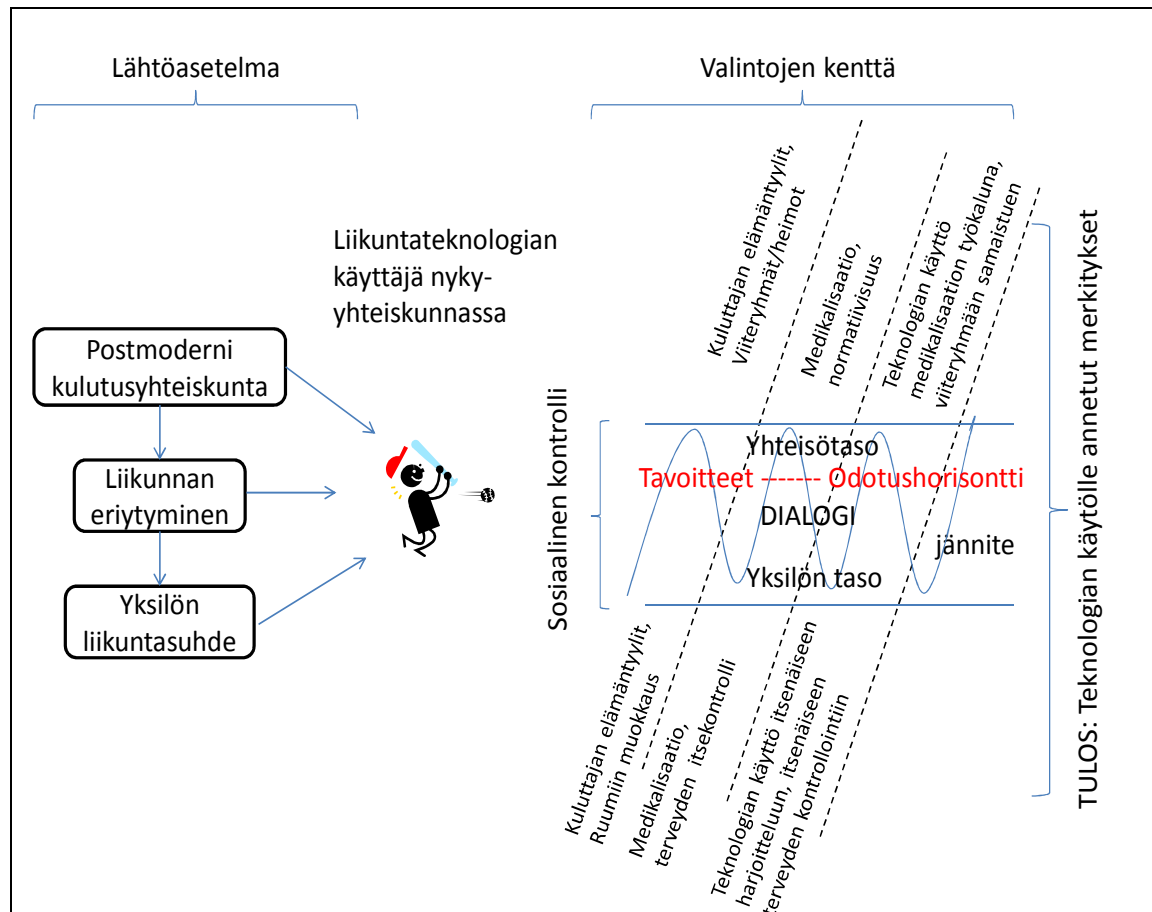 Lähtöasetelma
Valintojen kenttä
Liikuntateknologian
käyttäjä nyky-
yhteiskunnassa
Postmoderni
kulutusyhteiskunta
Liikunnan
eriytyminen
Yksilön
liikuntasuhde
Sosiaalinen kontrolli
Kuluttajan elämäntyylit,
Viiteryhmät/heimot
Medikalisaatio,
normatiivisuus
Teknologian käyttö
medikalisaation työkaluna,
viiteryhmään samaistuen
Yhteisötaso
Tavoitteet ------- Odotushorisontti
DIALOGI
jännite
Yksilön taso
Kuluttajan elämäntyylit,
Ruumiin muokkaus
Medikalisaatio,
terveyden itsekontrolli
Teknologian käyttö itsenäiseen
harjoitteluun, itsenäiseen
terveyden kontrollointiin
TULOS: Teknologian käytölle annetut merkitykset